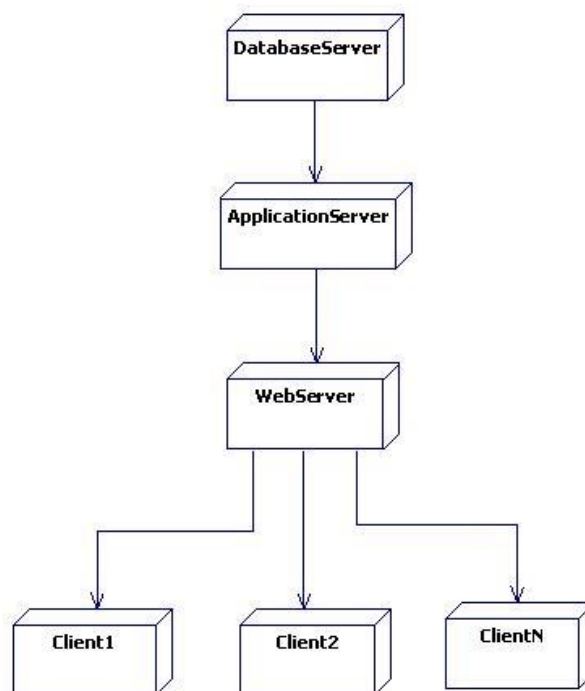 DatabaseServer
ApplicationServer
WebServer
Client1
Client2
ClientN